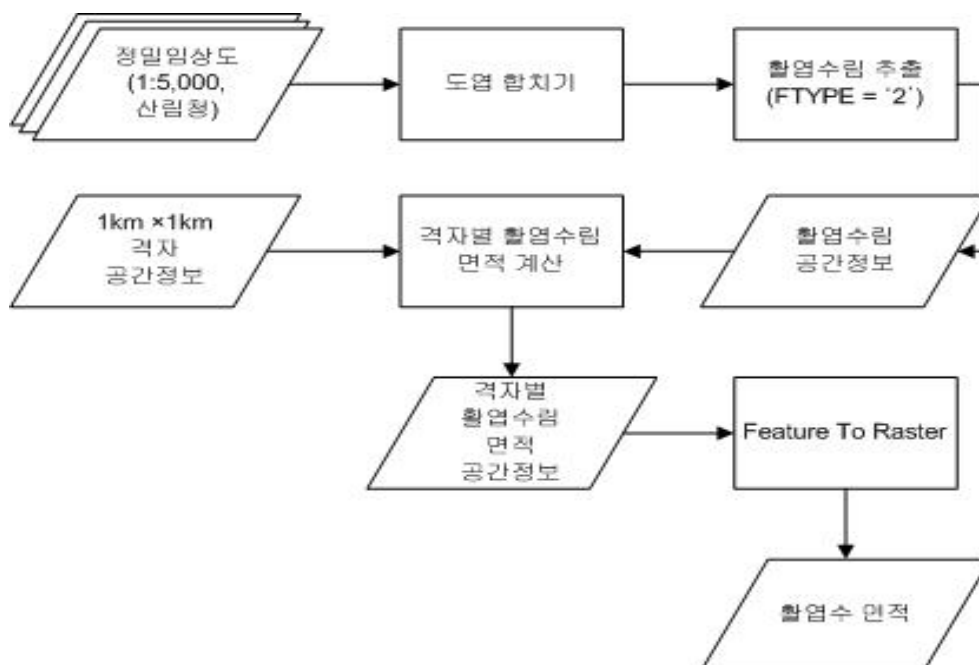 정밀임상도
(1:5,000,
산림청)
도엽 합치기
활엽수림 추출
(FTYPE = '2')
1km ×1km
격자
공간정보
격자별 활엽수림
면적 계산
활엽수림
공간정보
격자별
활엽수림
면적
공간정보
Feature To Raster
활엽수 면적